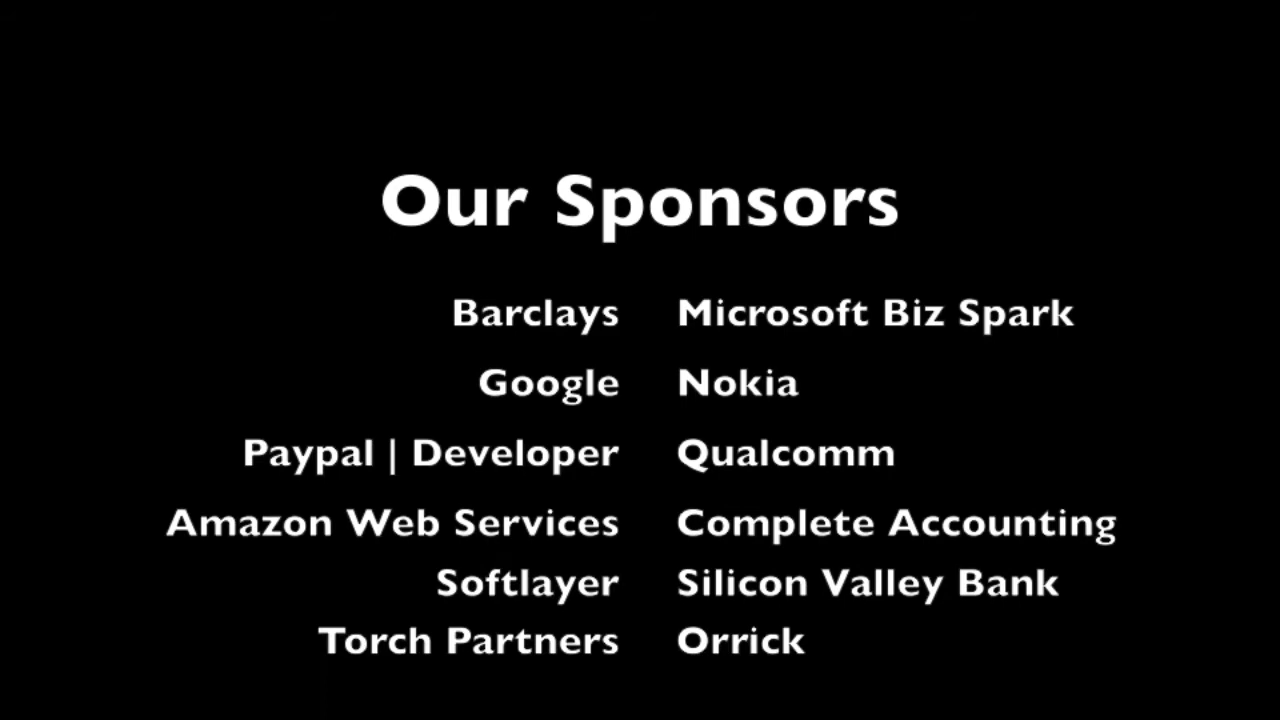 Our Sponsors
Barclays Microsoft Biz Spark
Google Nokia
Paypal | Developer Qualcomm
Amazon Web Services Complete Accounting
Softlayer Silicon Valley Bank
Torch Partners Orrick